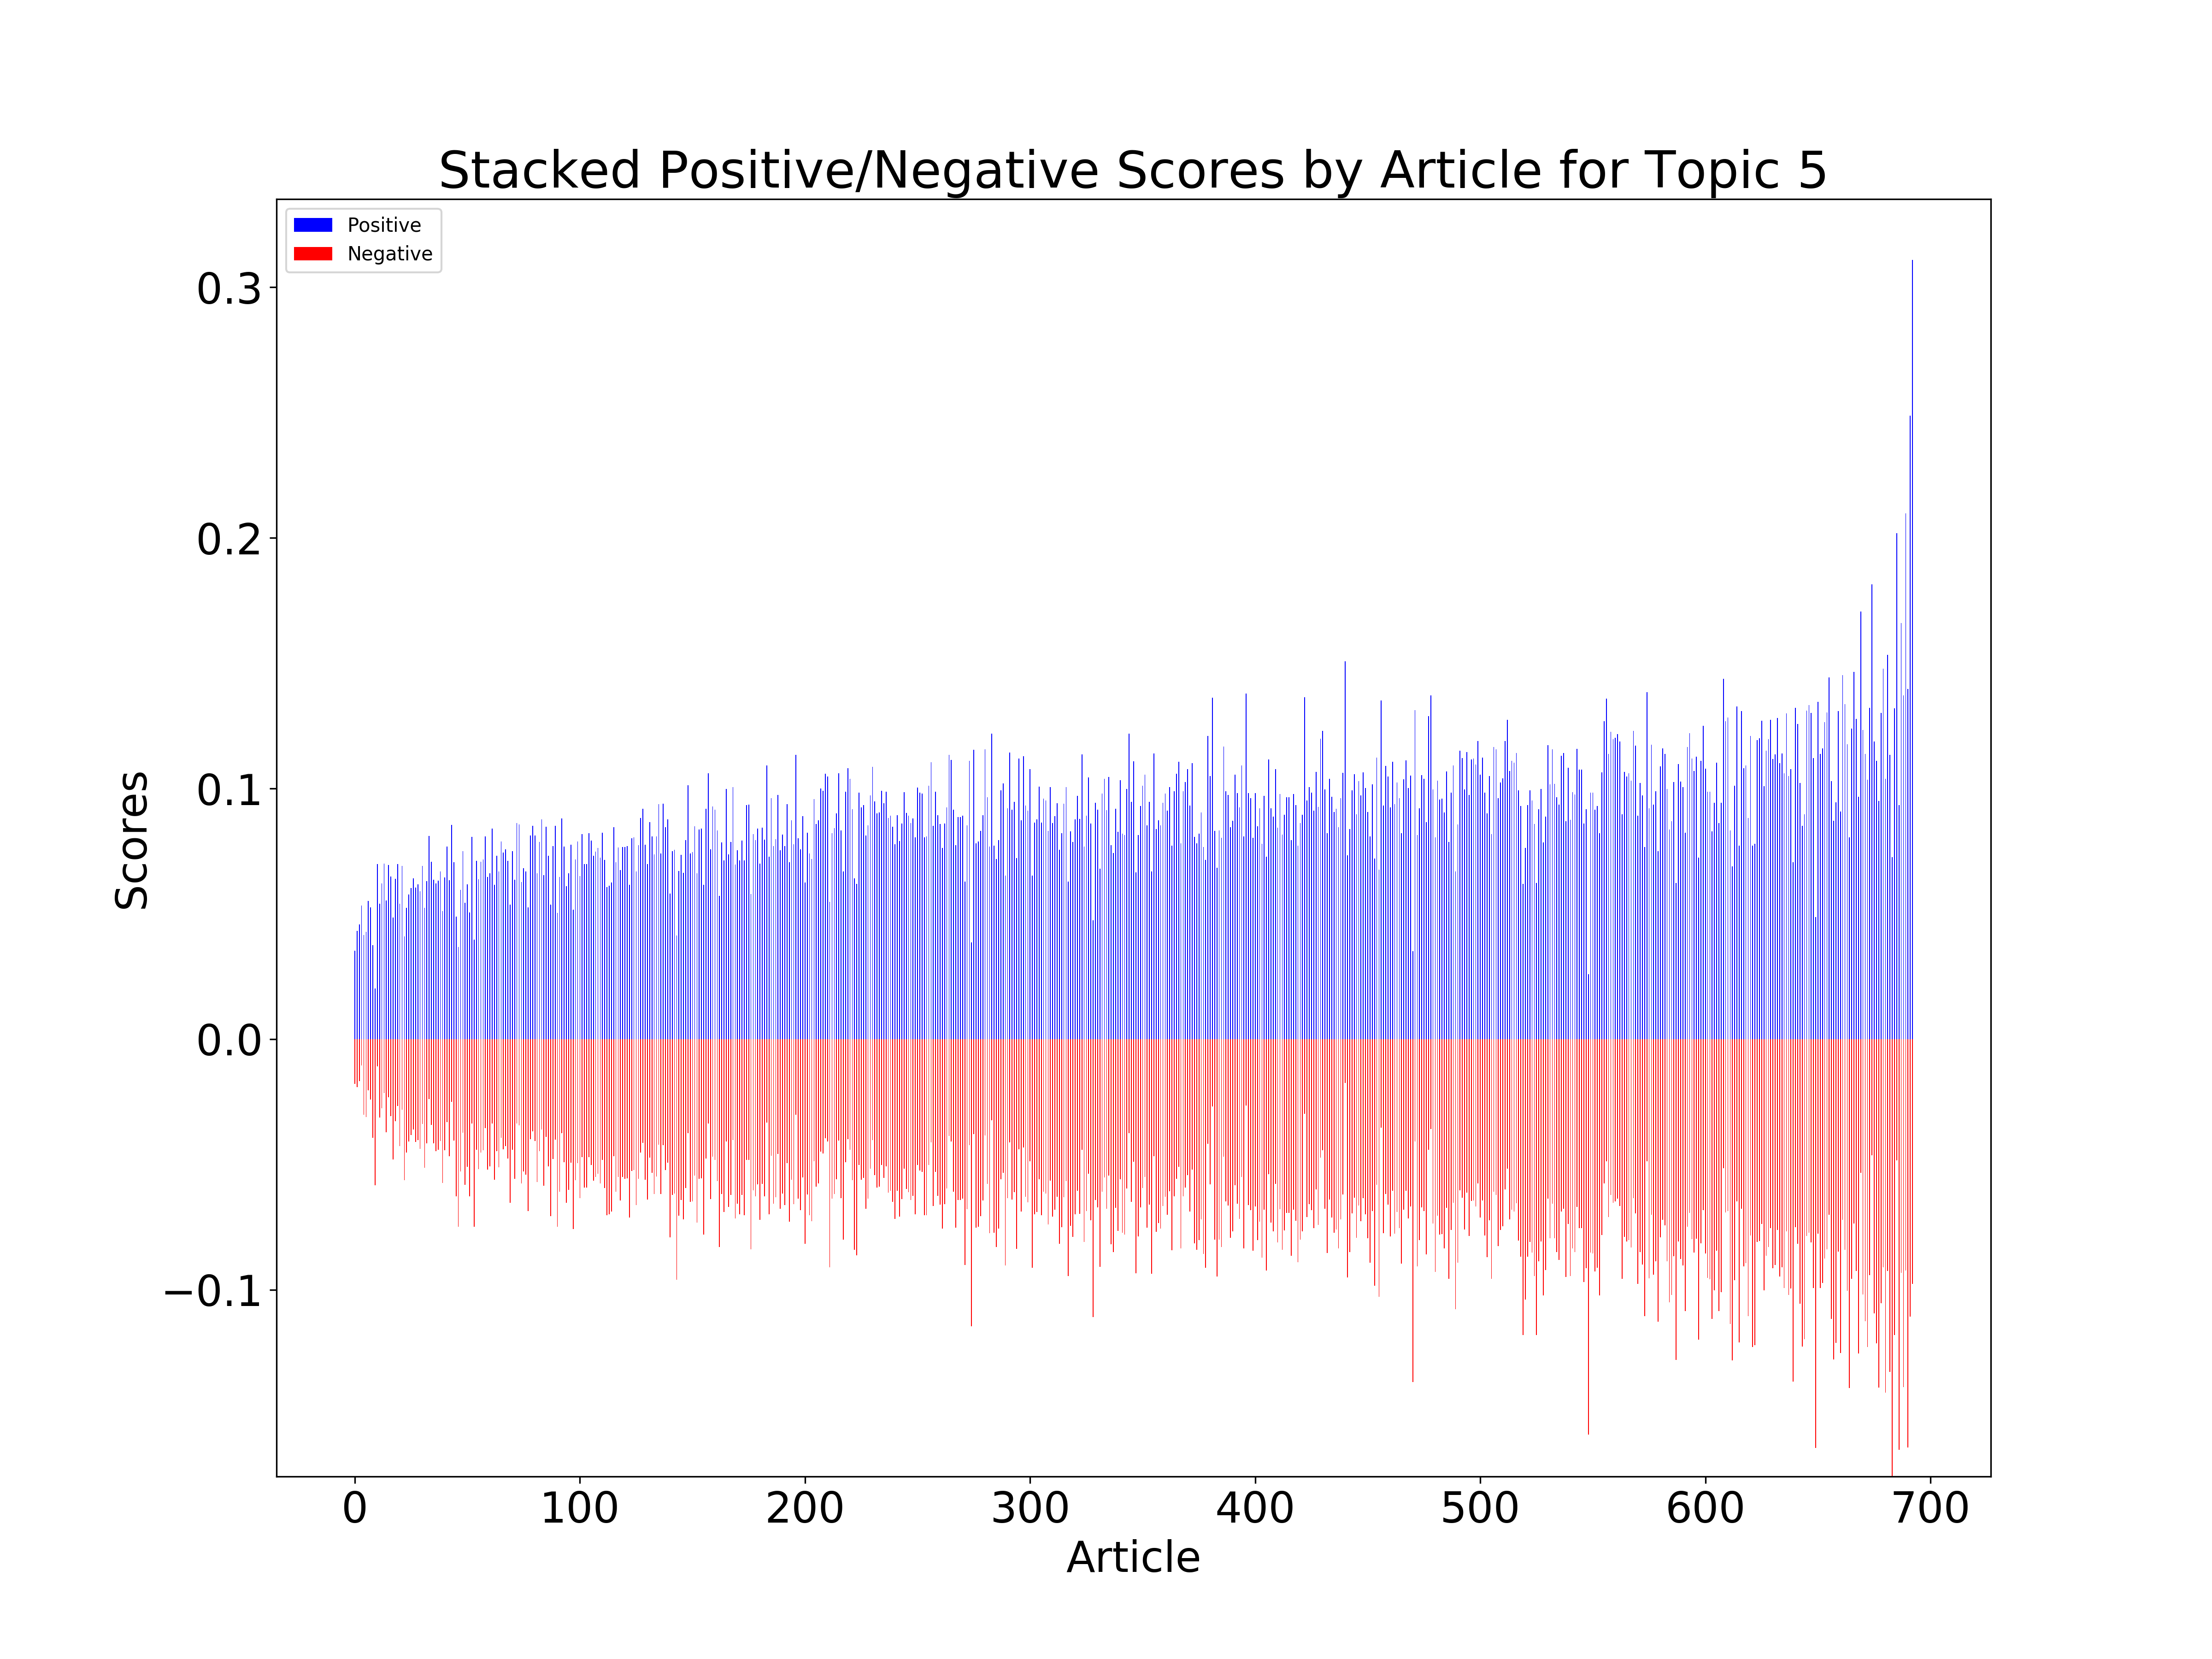 Stacked Positive/Negative Scores by Article for Topic 5
Positive
Negative
0.3
0.2
0.1
0.0
−0.1
Scores
0 100 200 300 400 500 600 700
Article